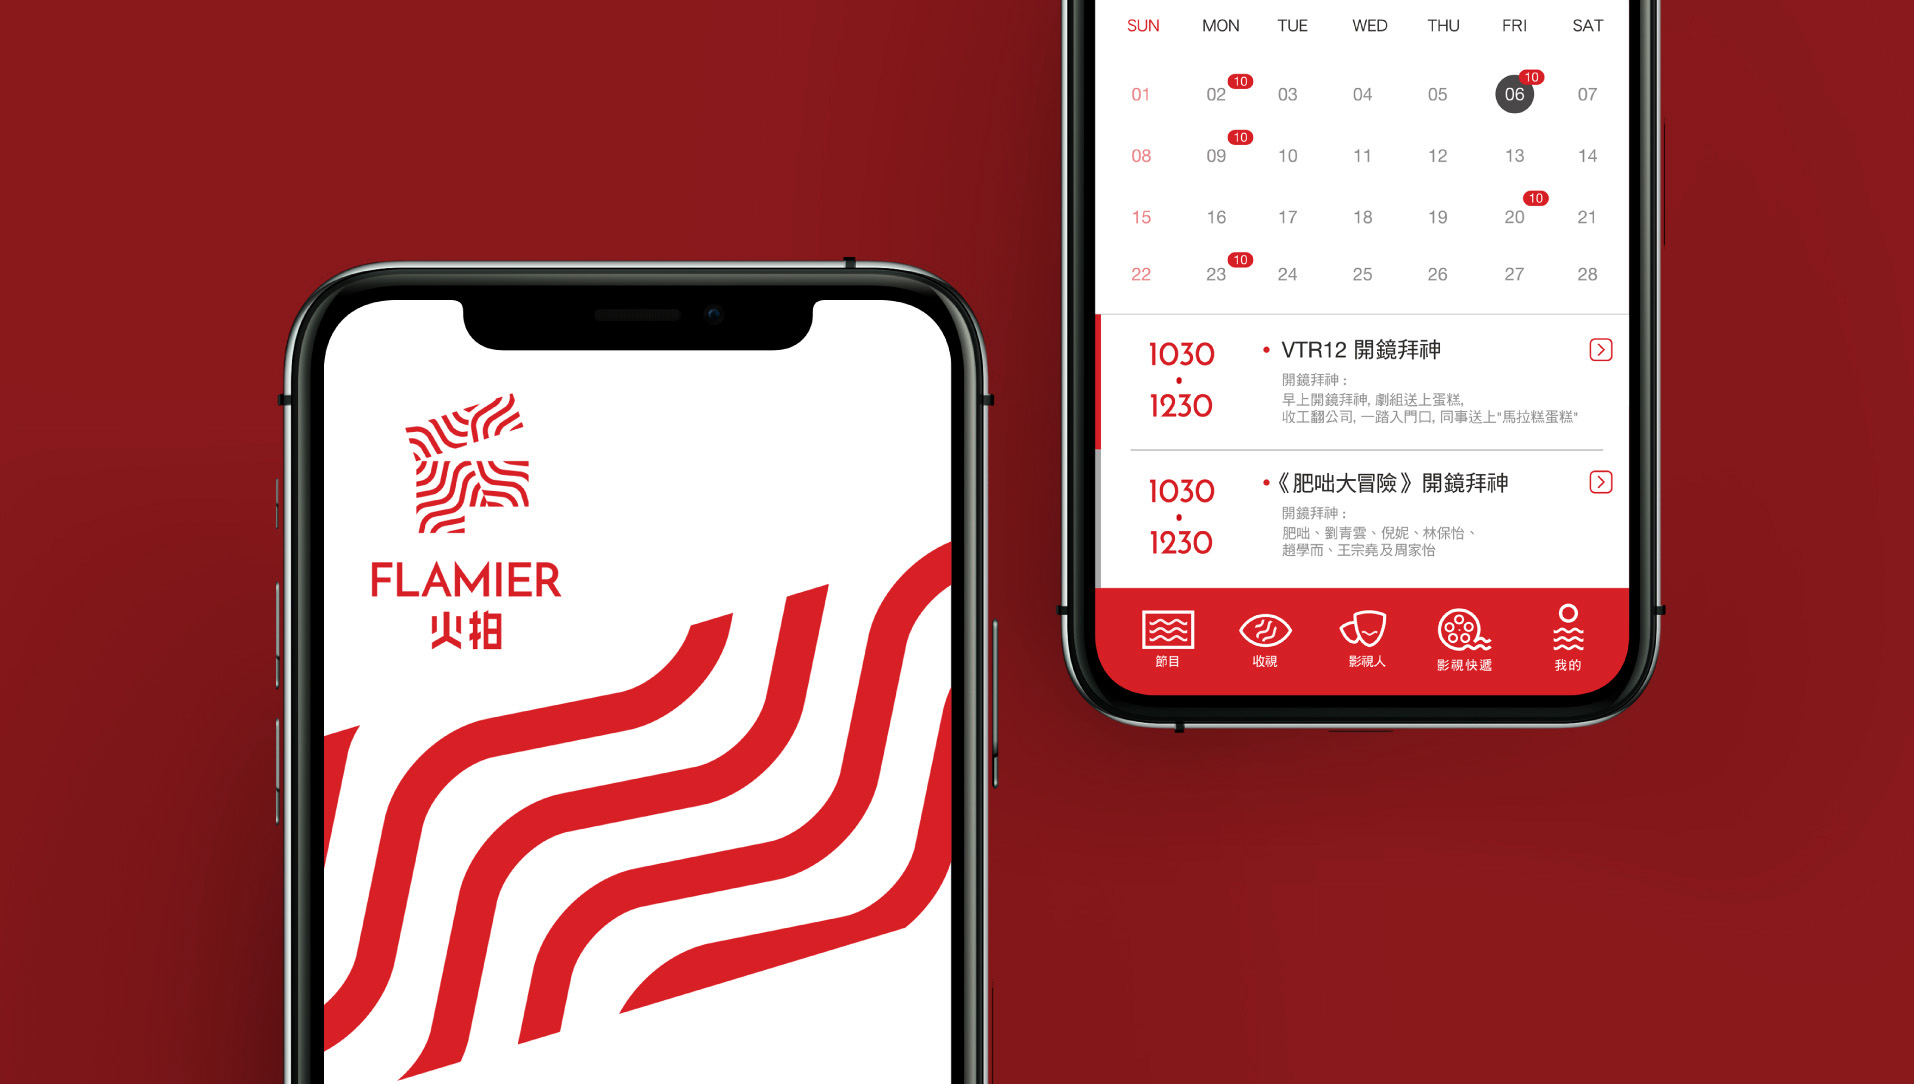 FLAMIER
火拍
SUN MON TUE WED THU FRI SAT
01 02 10 03 04 05 06 10 07
08 09 10 10 11 12 13 14
15 16 17 18 19 20 10 21
22 23 10 24 25 26 27 28
1030
1230
• VTR12 開鏡拜神
開鏡拜神 :
早上開鏡拜神, 劇組送上蛋糕,
收工翻公司, 一踏入門口, 同事送上"馬拉糕蛋糕"
1030
1230
•《肥咄大冒險》開鏡拜神
開鏡拜神 :
肥咄、劉青雲、倪妮、林保怡、
趙學而、王宗堯及周家怡
節目 收視 影視人 影視快遞 我的